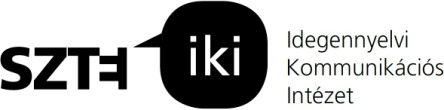 SZTE iki
Idegennyelvi
Kommunikációs
Intézet